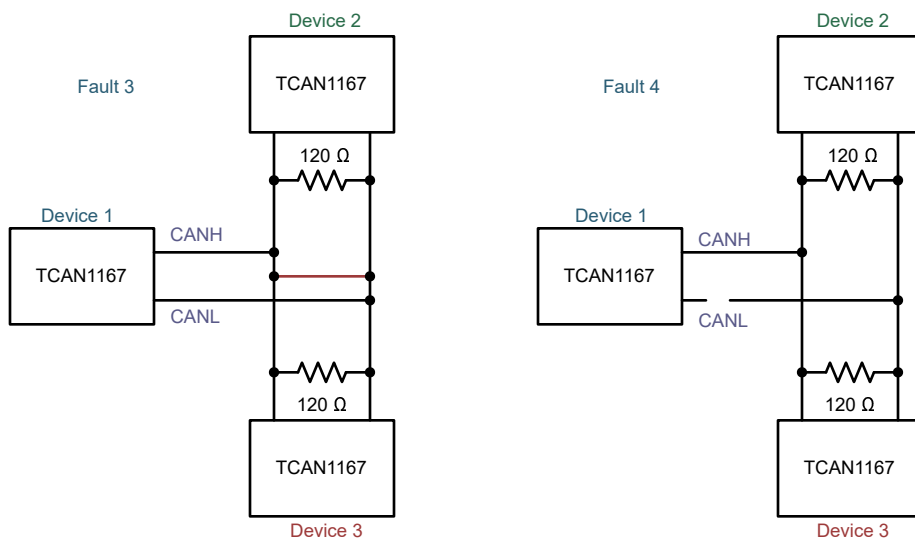 Device 2
TCAN1167
Fault 3
120 Ω
Device 1
CANH
TCAN1167
CANL
120 Ω
TCAN1167
Device 3
Device 2
TCAN1167
Fault 4
120 Ω
Device 1
CANH
TCAN1167
CANL
120 Ω
TCAN1167
Device 3